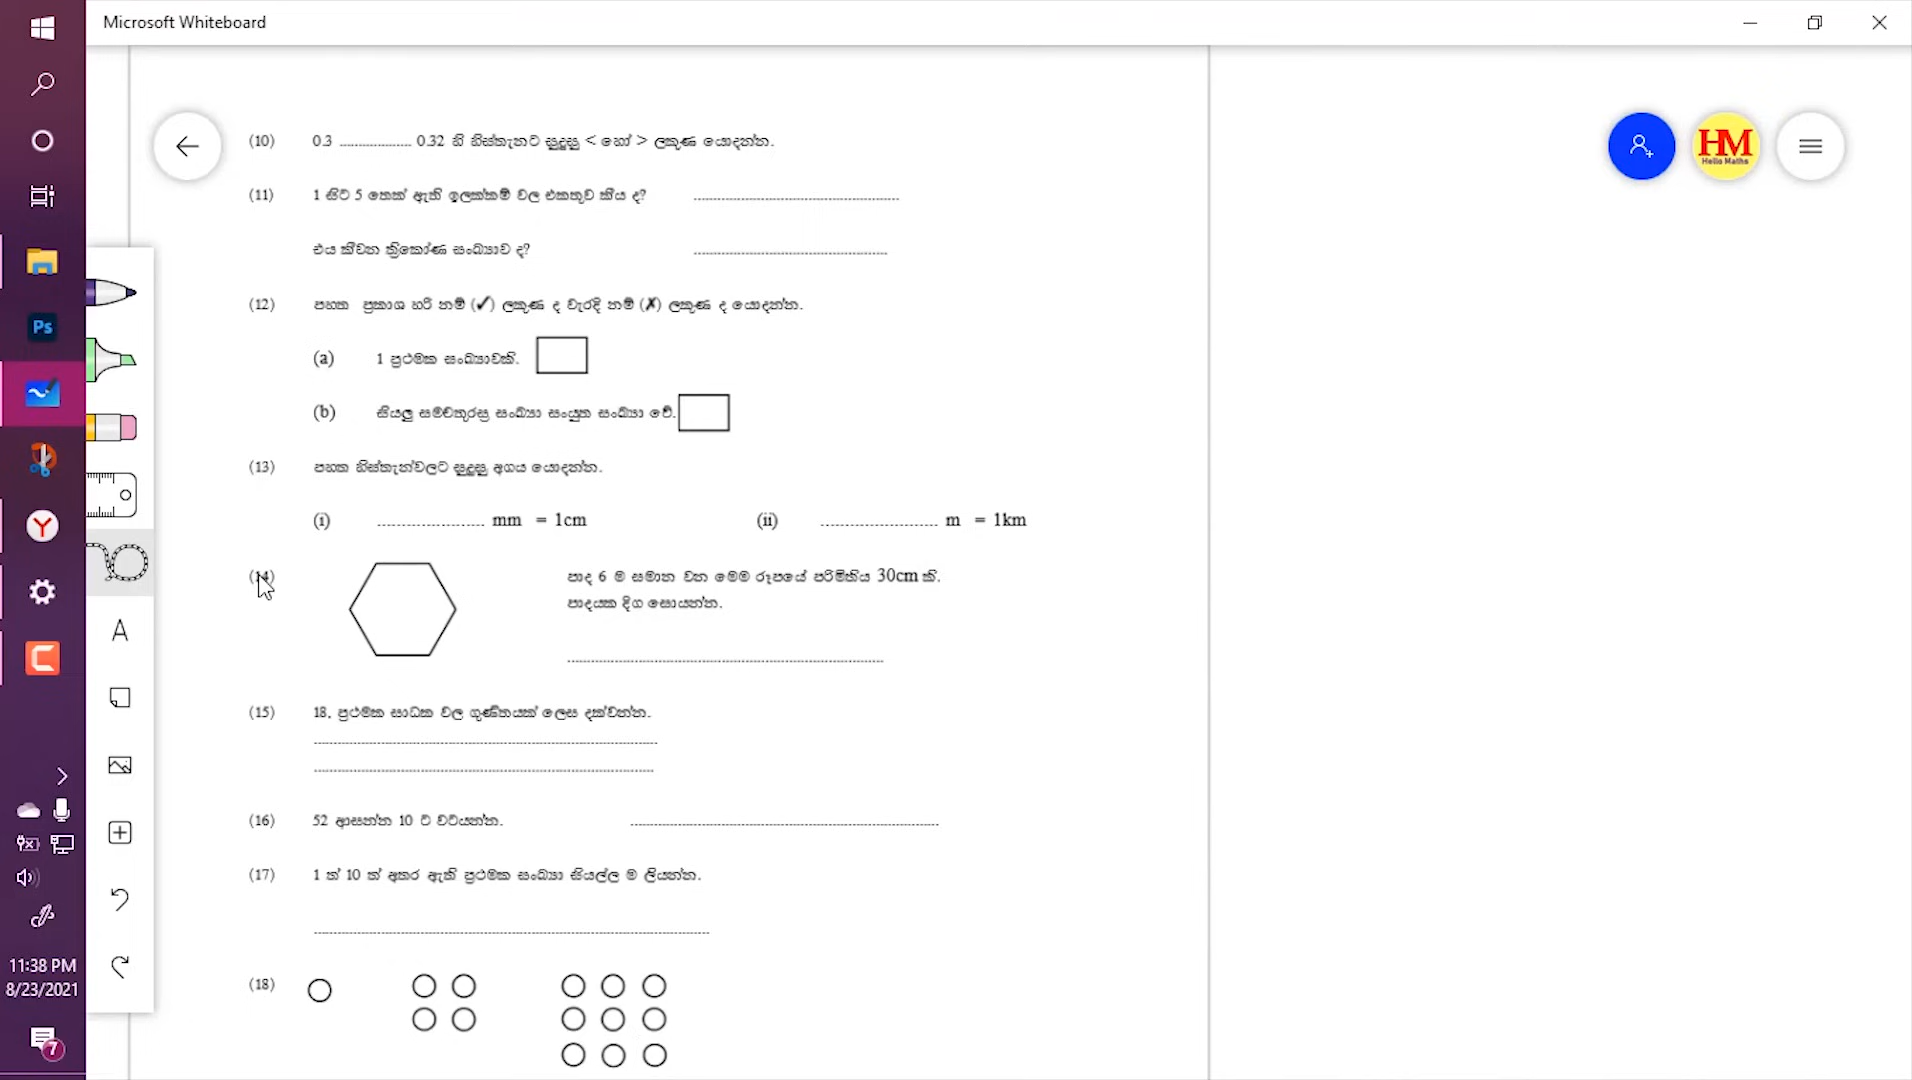 Microsoft Whiteboard
(10) 0.3 .................. 0.32 හි හිස්තැනට සුදුසු < හෝ > ලකුණ යොදන්න.
HM
Hello Maths
(11) 1 සිට 5 තෙක් ඇති ඉලක්කම් වල එකතුව කීය ද? ....................................................
එය කීවන ත්‍රිකෝණ සංඛ්‍යාව ද? .................................................
(12) පහත ප්‍රකාශ හරි නම් (✓) ලකුණ ද වැරදි නම් (✗) ලකුණ ද යොදන්න.
(a) 1 ප්‍රථමක සංඛ්‍යාවකි.
(b) සියලු සමචතුරස්‍ර සංඛ්‍යා සංයුත සංඛ්‍යා වේ.
(13) පහත හිස්තැන්වලට සුදුසු අගය යොදන්න.
(i) ........................... mm = 1cm (ii) .............................. m = 1km
(14) පාද 6 ම සමාන වන මෙම රූපයේ පරිමිතිය 30cm කි.
පාදයක දිග සොයන්න.
................................................................................
(15) 18, ප්‍රථමක සාධක වල ගුණිතයක් ලෙස දක්වන්න.
.......................................................................................
......................................................................................
(16) 52 ආසන්න 10 ට වටයන්න. ..............................................................................
(17) 1 ත් 10 ත් අතර ඇති ප්‍රථමක සංඛ්‍යා සියල්ල ම ලියන්න.
....................................................................................................
(18)
Ps
A
11:38 PM
8/23/2021
7